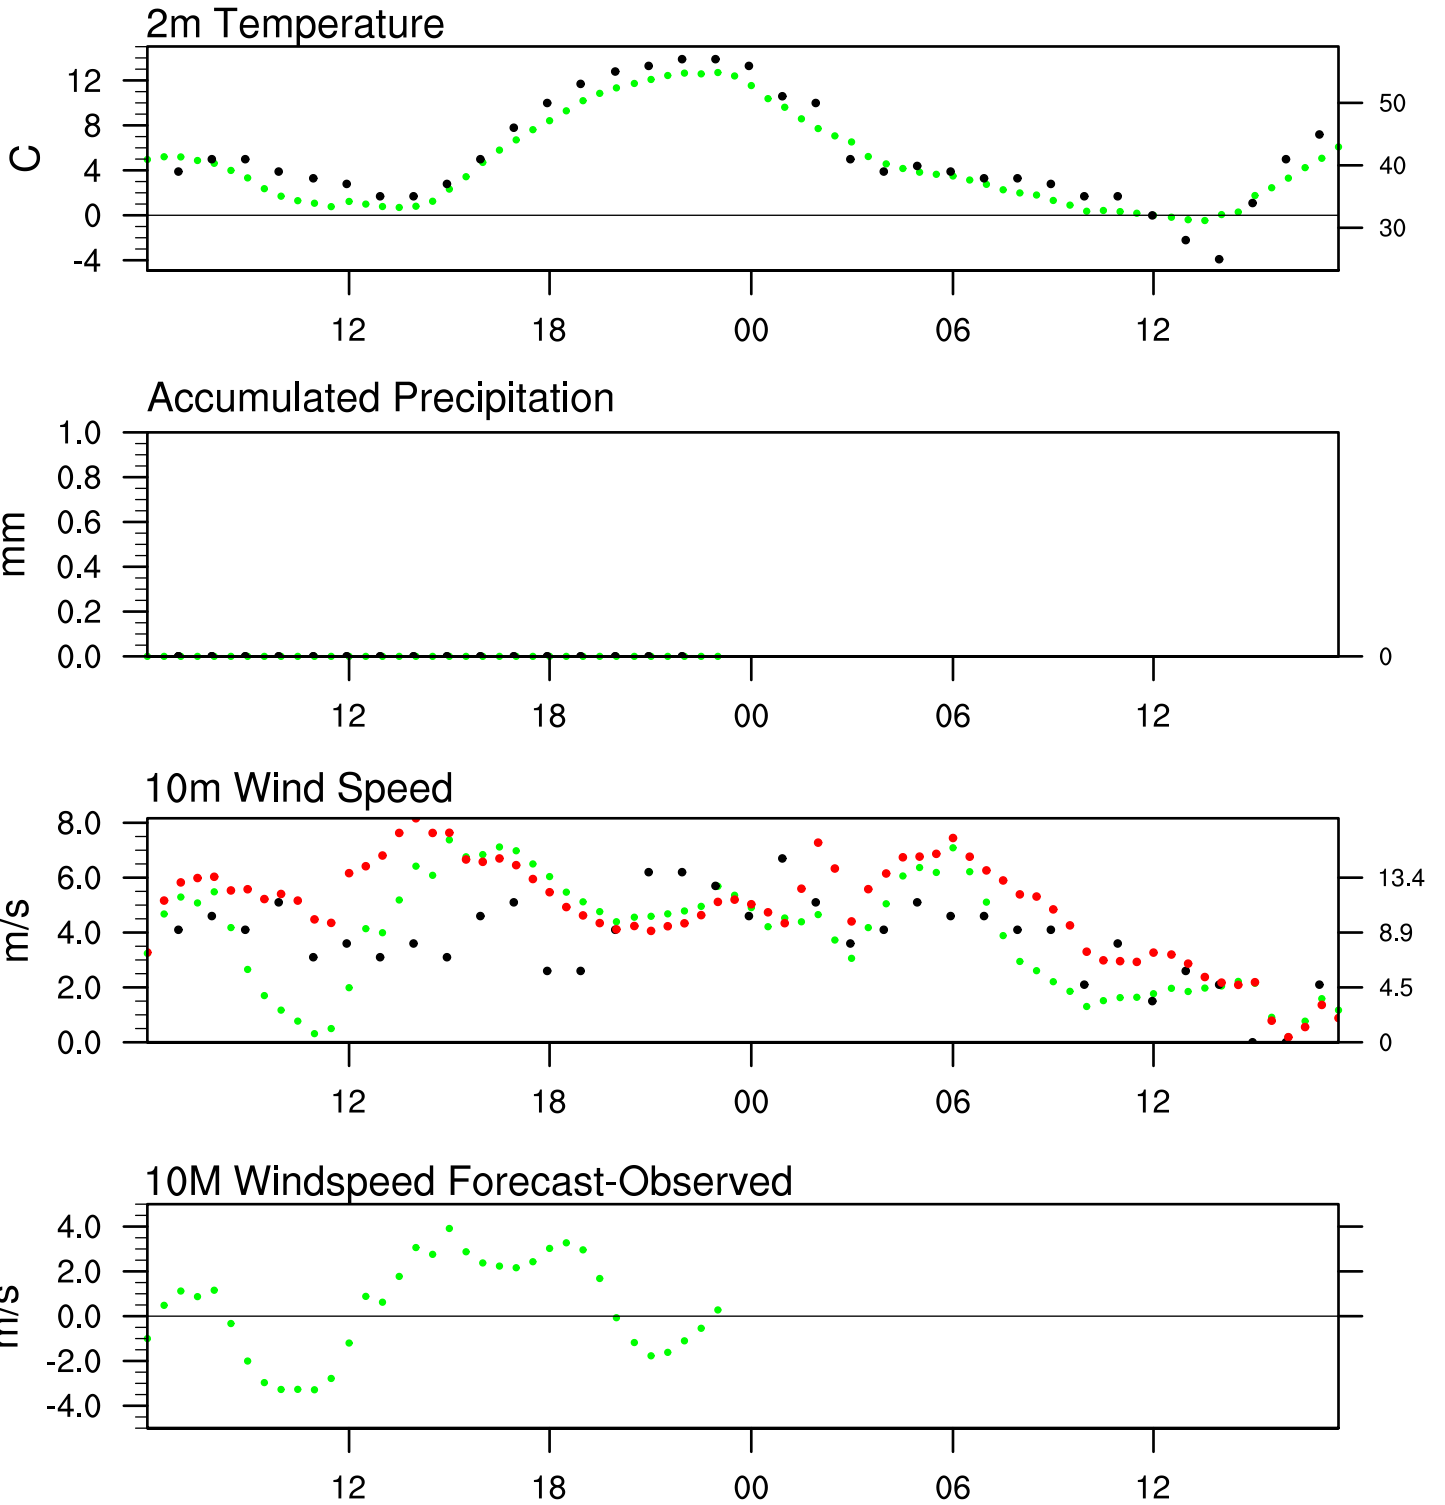 2m Temperature
12
8
4
0
-4
C
50
40
30
12 18 00 06 12
Accumulated Precipitation
1.0
0.8
0.6
0.4
0.2
0.0
mm
0
12 18 00 06 12
10m Wind Speed
8.0
6.0
4.0
2.0
0.0
m/s
13.4
8.9
4.5
0
12 18 00 06 12
10M Windspeed Forecast-Observed
4.0
2.0
0.0
-2.0
-4.0
m/s
12 18 00 06 12